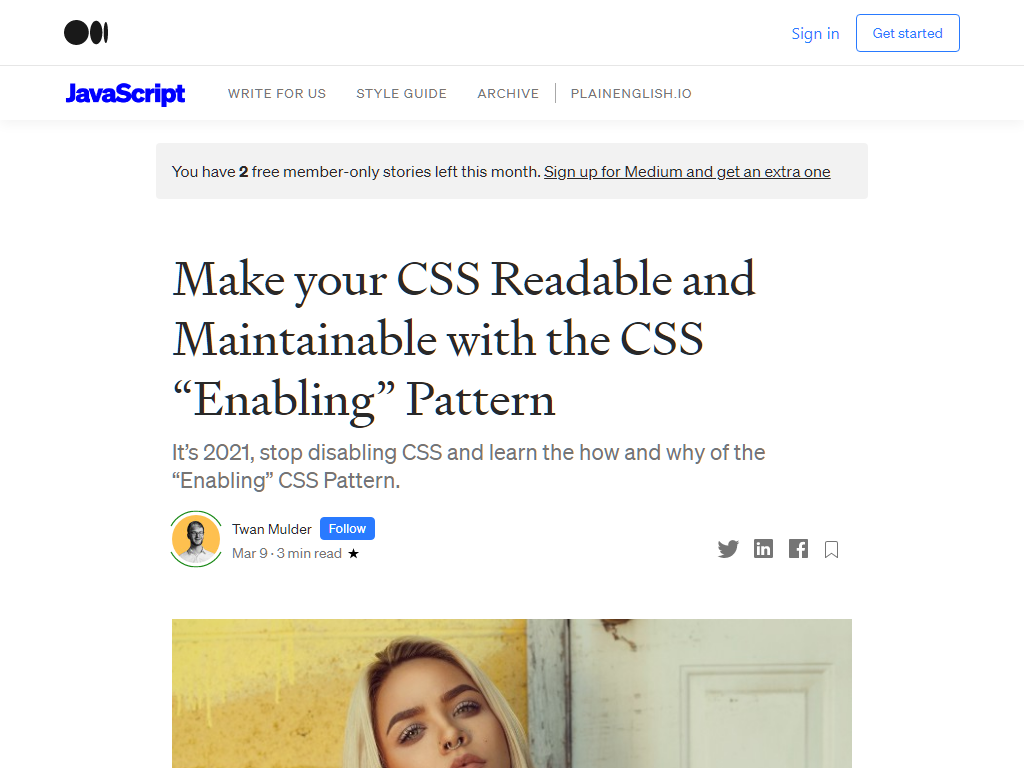 Sign in
Get started
JavaScript
WRITE FOR US
STYLE GUIDE
ARCHIVE
PLAINENGLISH.IO
You have 2 free member-only stories left this month. Sign up for Medium and get an extra one
Make your CSS Readable and
Maintainable with the CSS
“Enabling” Pattern
It’s 2021, stop disabling CSS and learn the how and why of the
“Enabling” CSS Pattern.
Twan Mulder
Follow
Mar 9 · 3 min read ★